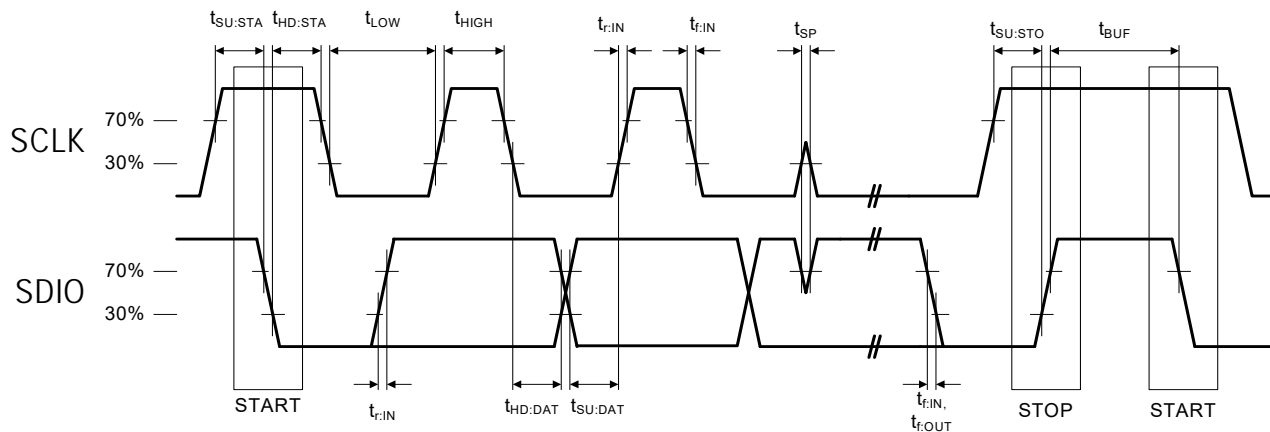 tSU:STA tHD:STA tLOW tHIGH tr:IN tf:IN tSP tSU:STO tBUF
SCLK
70%
30%
SDIO
70%
30%
START
tr:IN
tHD:DAT
tSU:DAT
tf:IN,
tf:OUT
STOP
START